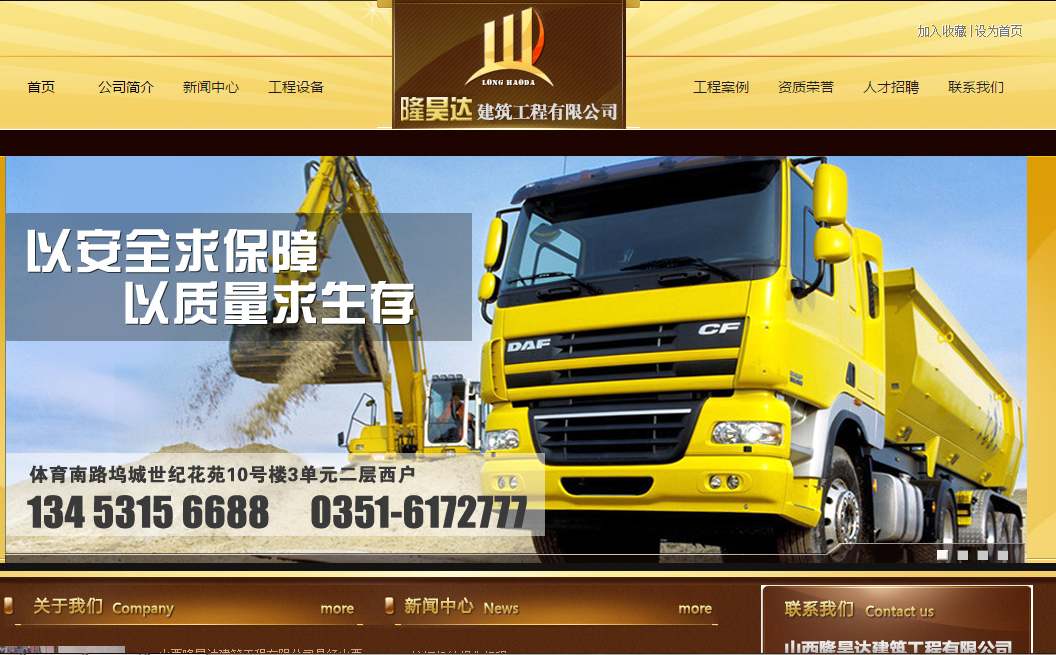 加入收藏 | 设为首页
首页 公司简介 新闻中心 工程设备
LONG HAODA
隆昊达 建筑工程有限公司
工程案例 资质荣誉 人才招聘 联系我们
以安全求保障
以质量求生存
DAF CF
体育南路坞城世纪花苑10号楼3单元二层西户
134 5315 6688 0351-6172777
关于我们 Company more
新闻中心 News more
联系我们 Contact us
山西隆昊达建筑工程有限公司